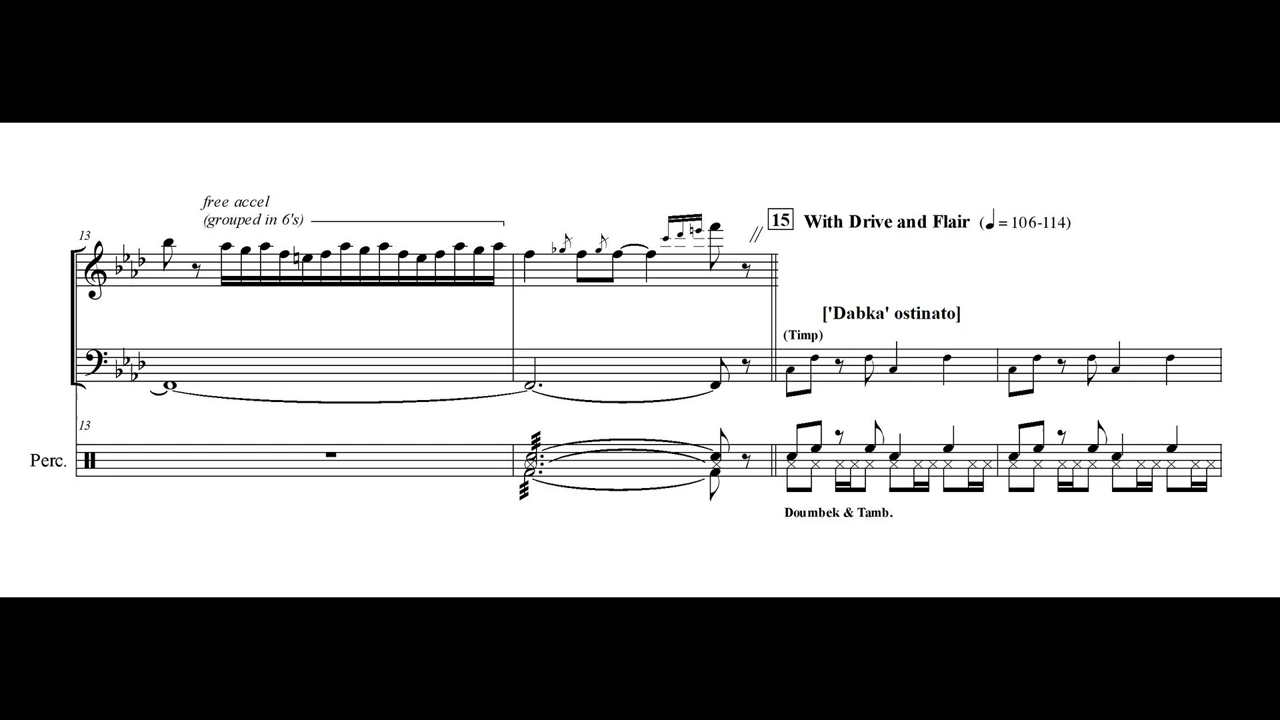 free accel
(grouped in 6's)
13
15 With Drive and Flair (♩ = 106-114)
['Dabka' ostinato]
(Timp)
13
Perc.
Doumbek & Tamb.